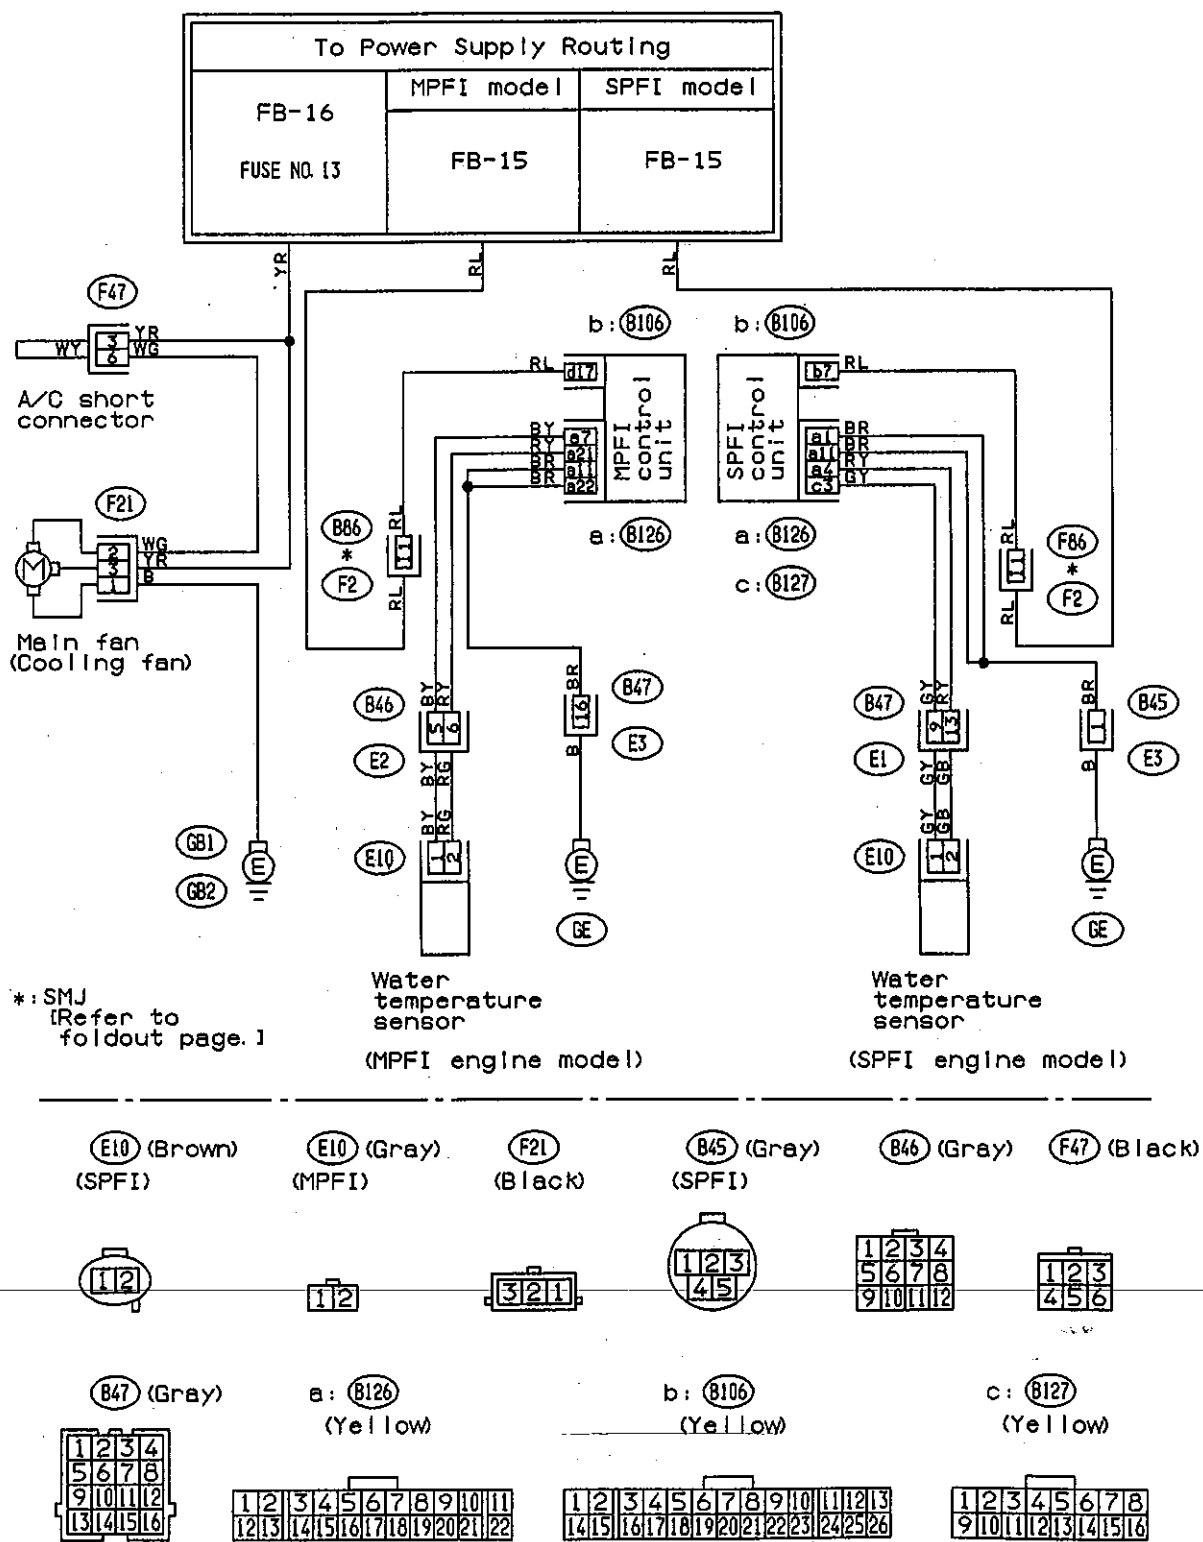 To Power Supply Routing
MPFI model SPFI model
FB-16
FUSE NO. 13
FB-15 FB-15
YR RL RL
F47
3 YR
WY 6 WG
A/C short
connector
b: B106 b: B106
RL d17 b7 RL
BY a7
RY a21
BR a11
BR a22
MPFI
control
unit
SPFI
control
unit
a1 BR
a11 BR
a4 RY
c3 GY
a: B126 a: B126
c: B127
F21
2 WG
3 YR
1 B
M
Main fan
(Cooling fan)
B86
*
F2
RL
11
RL
F86
*
F2
RL
11
RL
B46
E2
BY RY
5 6
BY RG
BY RG
E10
1 2
BR
16
B
B47
E3
E
GE
B47
E1
GY RY
9 13
GY GB
GY GB
E10
1 2
BR
1
B
B45
E3
E
GE
GB1
GB2
E
*: SMJ
[Refer to
foldout page.]
Water
temperature
sensor
(MPFI engine model)
Water
temperature
sensor
(SPFI engine model)
E10 (Brown)
(SPFI)
E10 (Gray)
(MPFI)
F21
(Black)
B45 (Gray)
(SPFI)
B46 (Gray)
F47 (Black)
1 2
1 2
3 2 1
1 2 3
4 5
1 2 3 4
5 6 7 8
9 10 11 12
1 2 3
4 5 6
B47 (Gray)
a: B126
(Yellow)
b: B106
(Yellow)
c: B127
(Yellow)
1 2 3 4
5 6 7 8
9 10 11 12
13 14 15 16
1 2 3 4 5 6 7 8 9 10 11
12 13 14 15 16 17 18 19 20 21 22
1 2 3 4 5 6 7 8 9 10 11 12 13
14 15 16 17 18 19 20 21 22 23 24 25 26
1 2 3 4 5 6 7 8
9 10 11 12 13 14 15 16